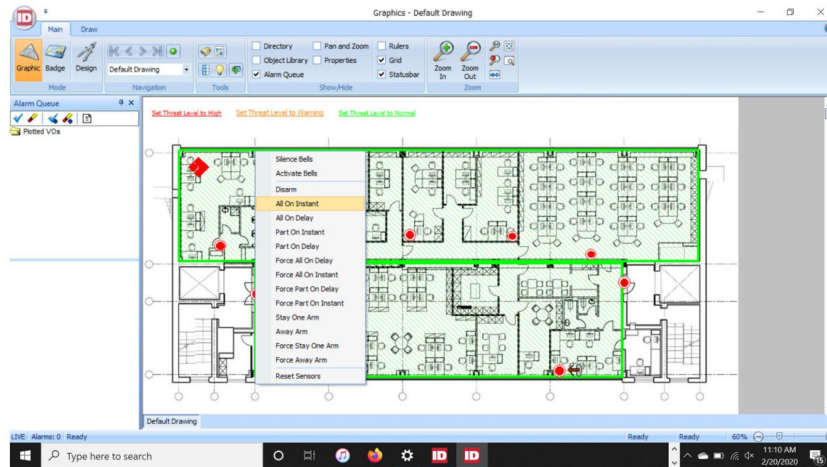 Graphics - Default Drawing
ID
Main
Draw
Graphic
Badge
Design
Mode
Default Drawing
Navigation
Tools
Directory
Pan and Zoom
Rulers
Object Library
Properties
Grid
Alarm Queue
Statusbar
Show/Hide
Zoom In
Zoom Out
Zoom
Alarm Queue
Plotted VOs
Set Threat Level to High
Set Threat Level to Warning
Set Threat Level to Normal
Silence Bells
Activate Bells
Disarm
All On Instant
All On Delay
Part On Instant
Part On Delay
Force All On Delay
Force All On Instant
Force Part On Delay
Force Part On Instant
Stay One Arm
Away Arm
Force Stay One Arm
Force Away Arm
Reset Sensors
Default Drawing
LIVE Alarms: 0 Ready
Ready
Ready
60%
Type here to search
ID
ID
11:10 AM
2/20/2020
15